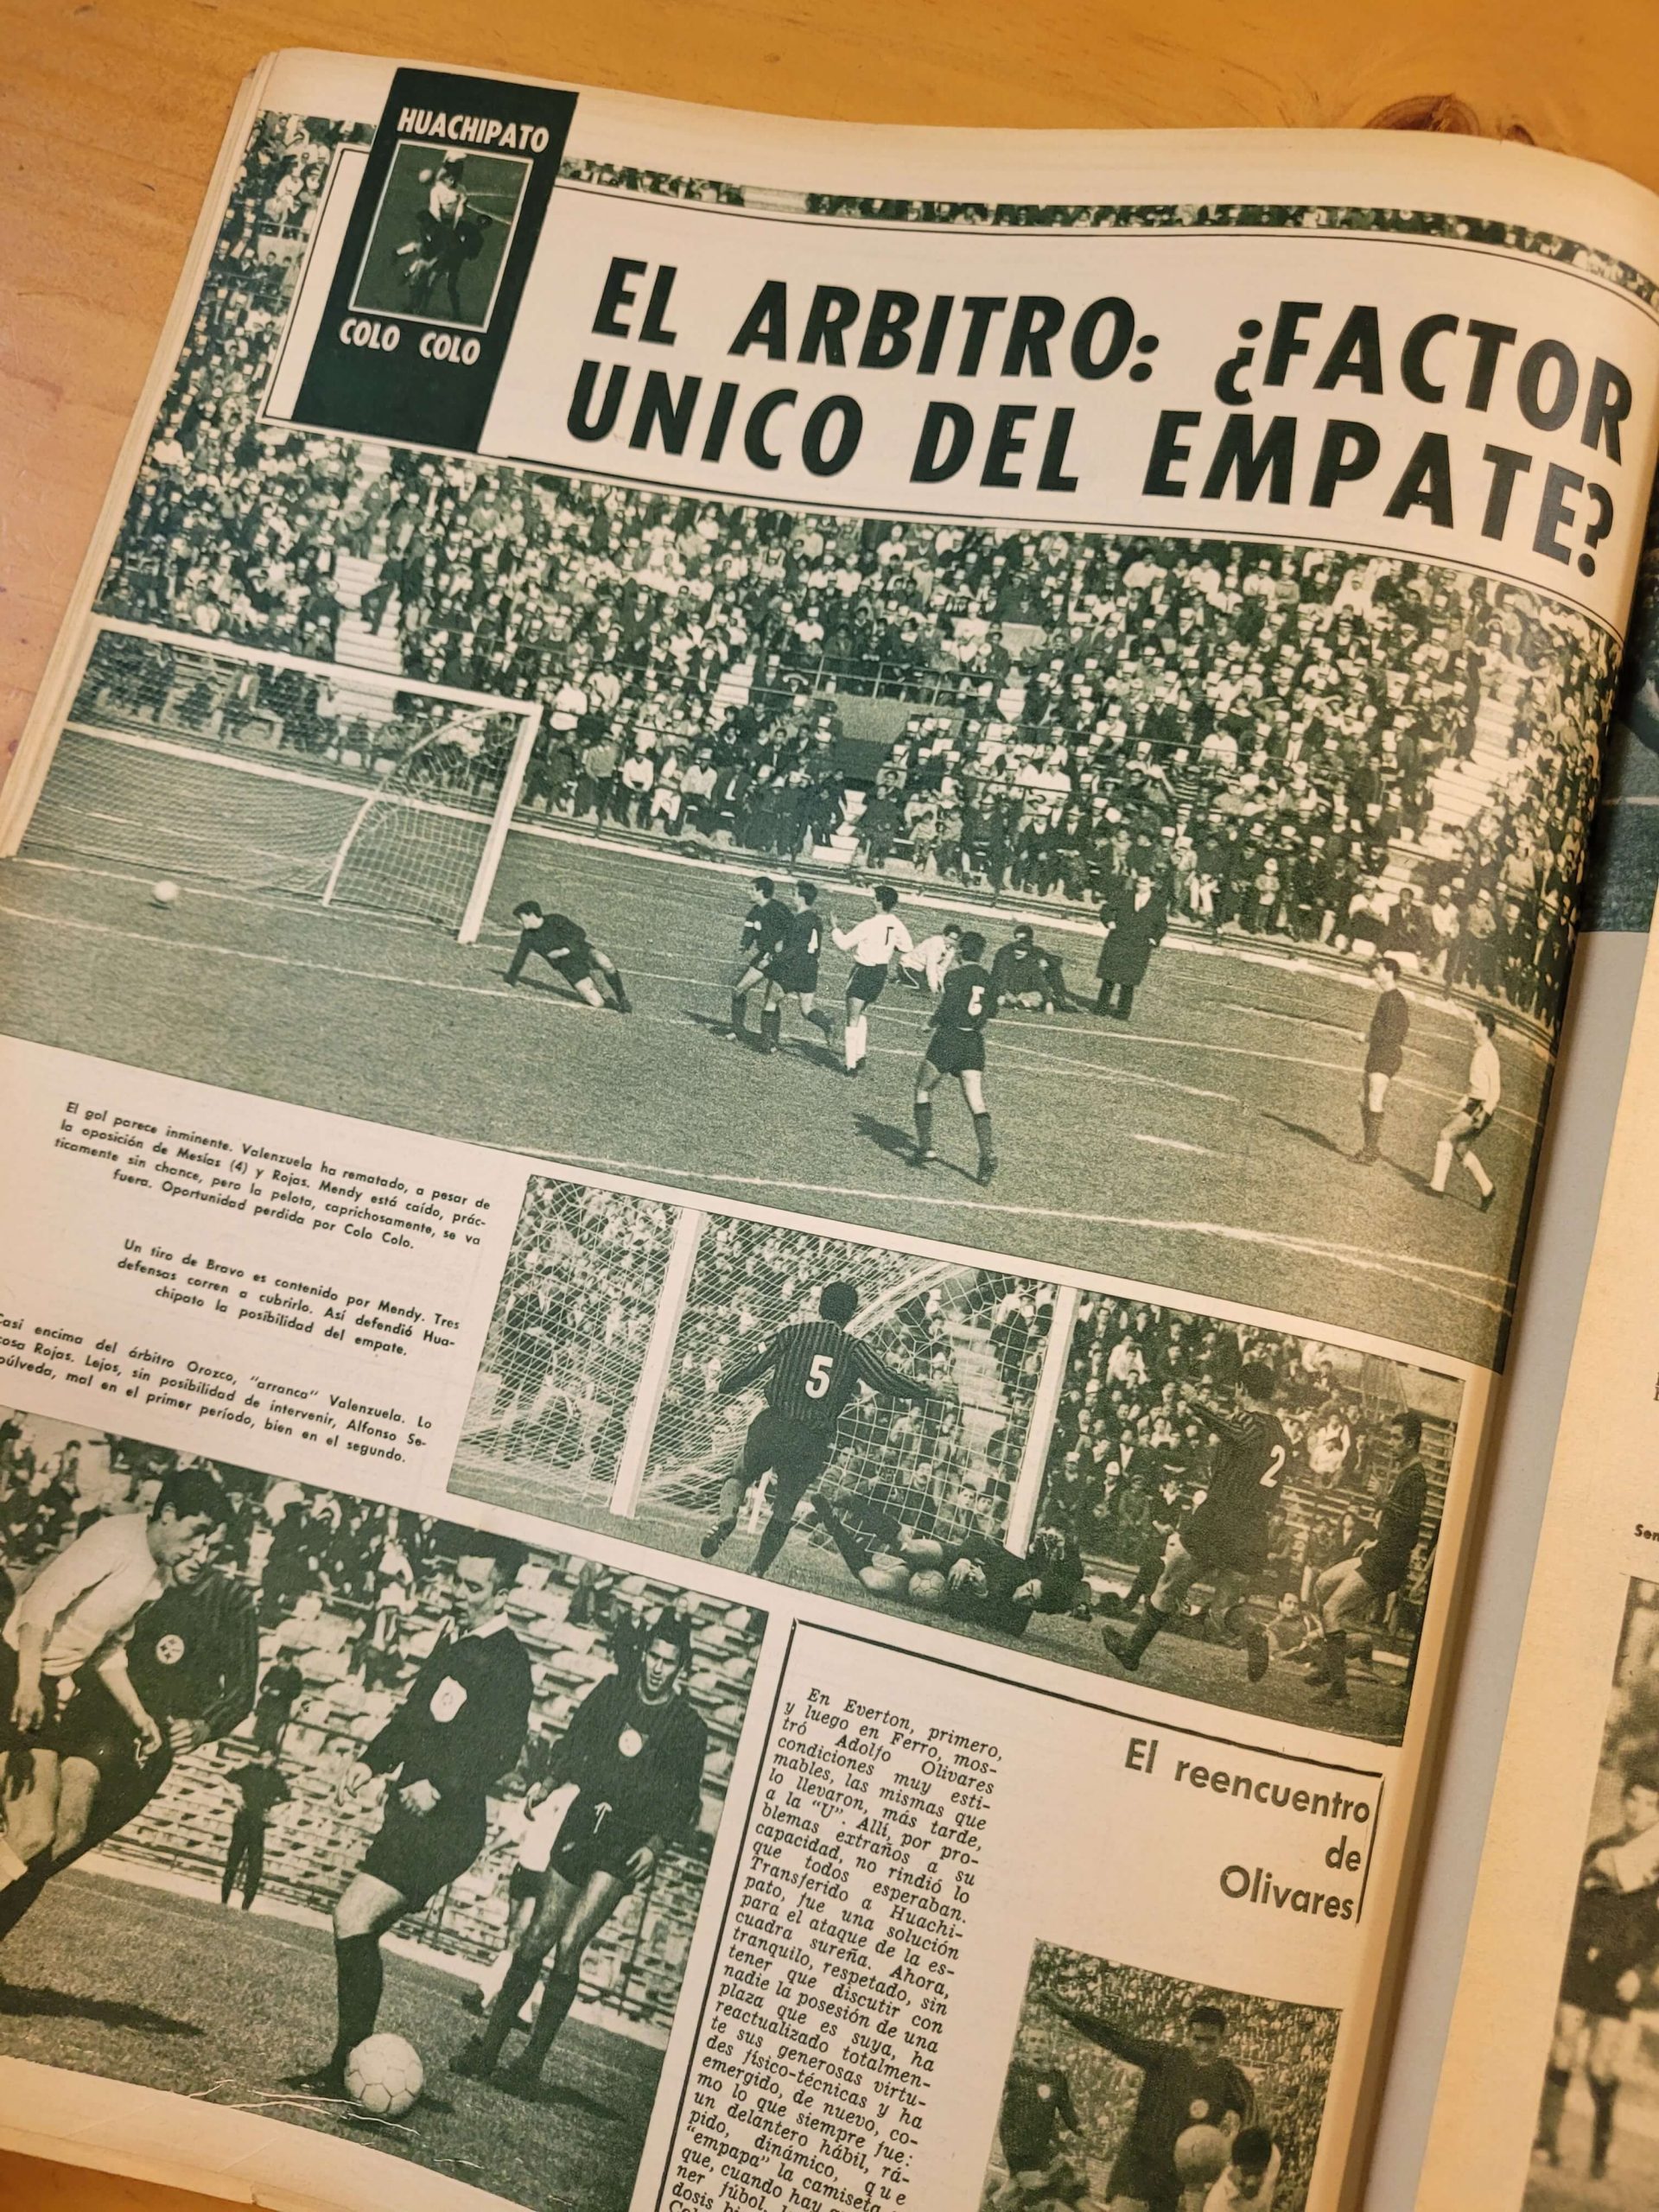 HUACHIPATO
COLO COLO
EL ARBITRO: ¿FACTOR
UNICO DEL EMPATE?
El gol parece inminente. Valenzuela ha rematado, a pesar de
la oposición de Mesías (4) y Rojas. Mendy está caído, prác-
ticamente sin chance, pero la pelota, caprichosamente, se va
fuera. Oportunidad perdida por Colo Colo.
Un tiro de Bravo es contenido por Mendy. Tres
defensas corren a cubrirlo. Así defendió Hua-
chipato la posibilidad del empate.
Casi encima del árbitro Orozco, "arranca" Valenzuela. Lo
Rojas. Lejos, sin posibilidad de intervenir, Alfonso Se-
púlveda, mal en el primer período, bien en el segundo.
5
2
El reencuentro
de
Olivares
En Everton, primero,
y luego en Ferro, mos-
tró Adolfo Olivares
condiciones muy esti-
mables, las mismas que
lo llevaron, más tarde,
a la "U". Allí, por pro-
blemas extraños a su
capacidad, no rindió lo
que todos esperaban.
Transferido a Huachi-
pato, fue una solución
para el ataque de la es-
cuadra sureña. Ahora,
tranquilo, respetado, sin
tener que discutir con
nadie la posesión de una
plaza que es suya, ha
reactualizado totalmen-
te sus generosas virtu-
des físico-técnicas y ha
emergido, de nuevo, co-
mo lo que siempre fue:
un delantero hábil, rá-
pido, dinámico, que
"empapa" la camiseta
que, cuando hay
ner fútbol,
dosis
Sen